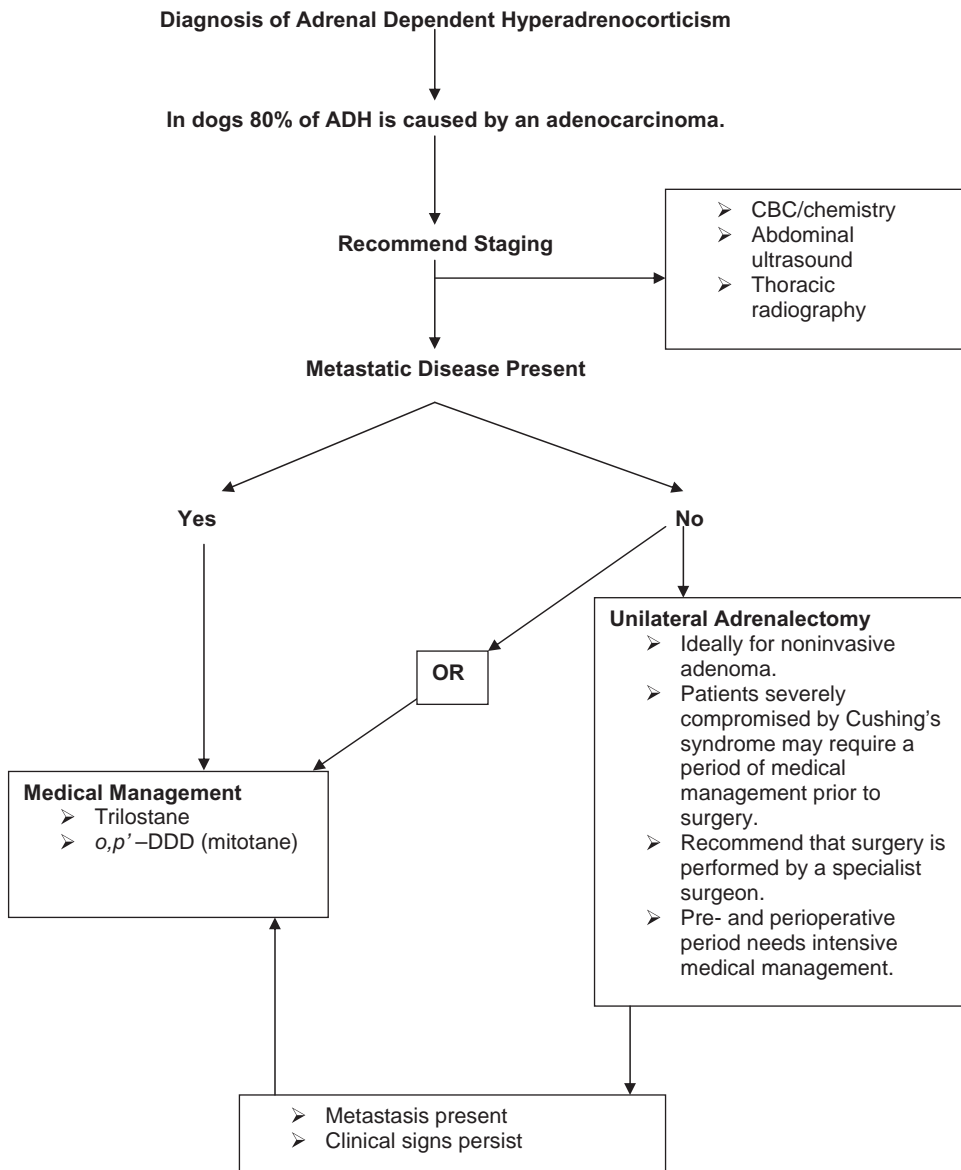 Diagnosis of Adrenal Dependent Hyperadrenocorticism
In dogs 80% of ADH is caused by an adenocarcinoma.
Recommend Staging
➢ CBC/chemistry
➢ Abdominal
ultrasound
➢ Thoracic
radiography
Metastatic Disease Present
Yes
No
OR
Medical Management
➢ Trilostane
➢ o,p' –DDD (mitotane)
Unilateral Adrenalectomy
➢ Ideally for noninvasive
adenoma.
➢ Patients severely
compromised by Cushing's
syndrome may require a
period of medical
management prior to
surgery.
➢ Recommend that surgery is
performed by a specialist
surgeon.
➢ Pre- and perioperative
period needs intensive
medical management.
➢ Metastasis present
➢ Clinical signs persist